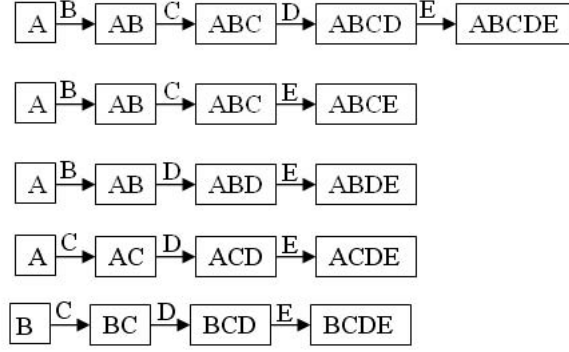 A B AB C ABC D ABCD E ABCDE
A B AB C ABC E ABCE
A B AB D ABD E ABDE
A C AC D ACD E ACDE
B C BC D BCD E BCDE